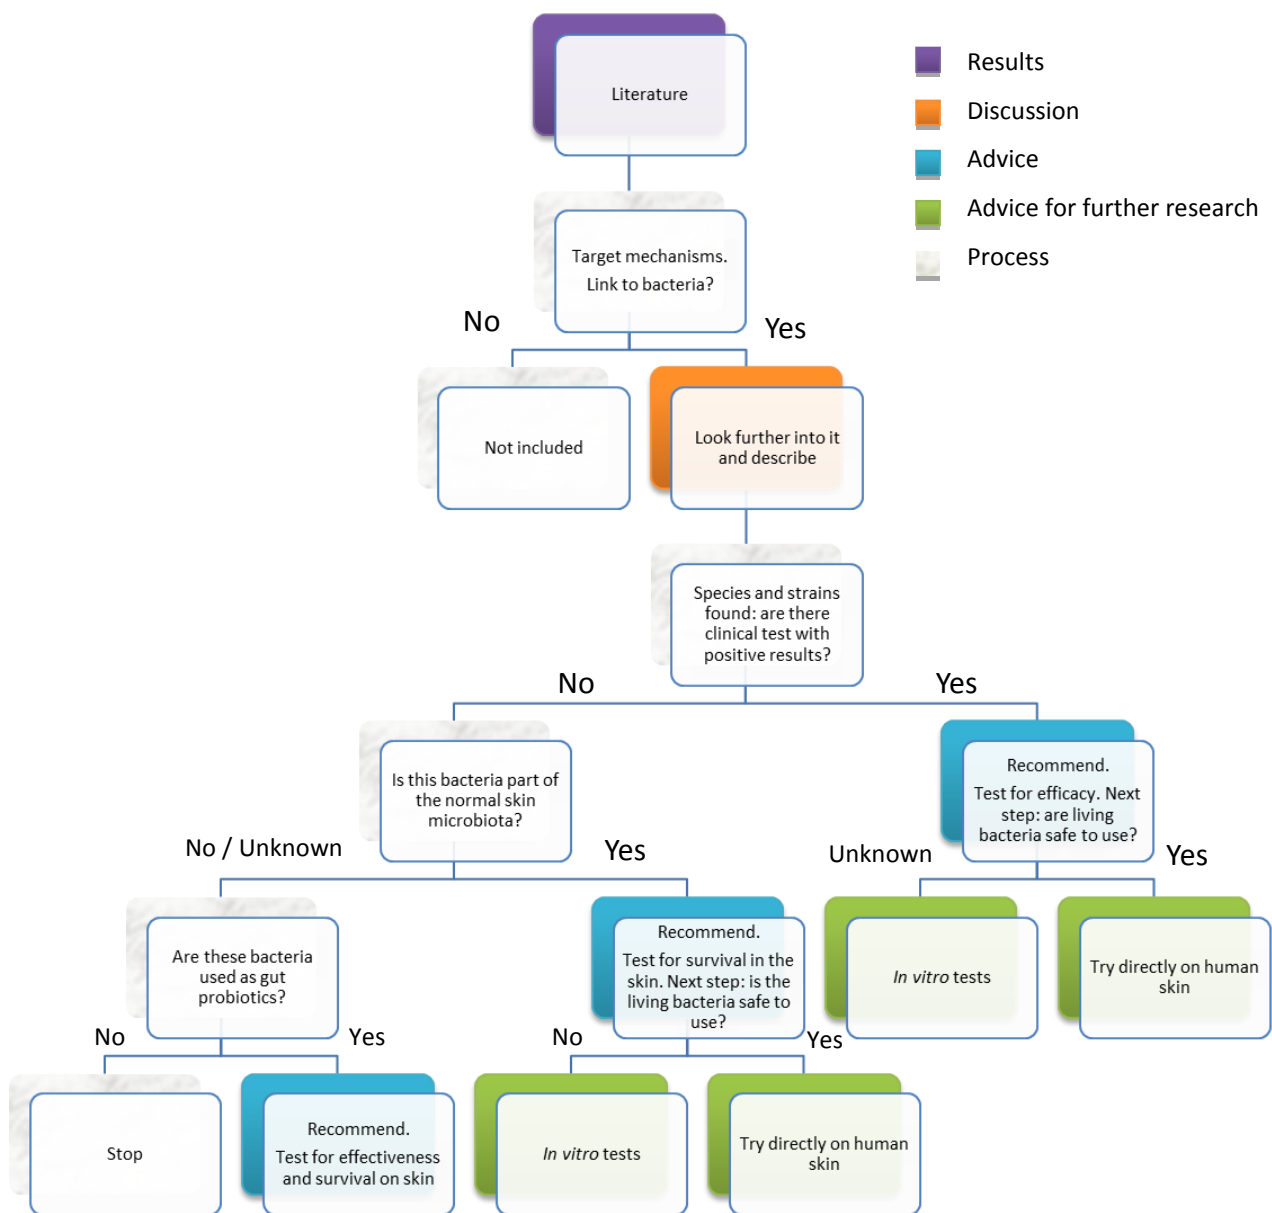 Literature
Results
Discussion
Advice
Advice for further research
Process
Target mechanisms.
Link to bacteria?
No
Yes
Not included
Look further into it
and describe
Species and strains
found: are there
clinical test with
positive results?
No
Yes
Is this bacteria part of
the normal skin
microbiota?
Recommend.
Test for efficacy. Next
step: are living
bacteria safe to use?
No / Unknown
Yes
Unknown
Yes
Are these bacteria
used as gut
probiotics?
Recommend.
Test for survival in the
skin. Next step: is the
living bacteria safe to
use?
In vitro tests
Try directly on human
skin
No
Yes
No
Yes
Stop
Recommend.
Test for effectiveness
and survival on skin
In vitro tests
Try directly on human
skin